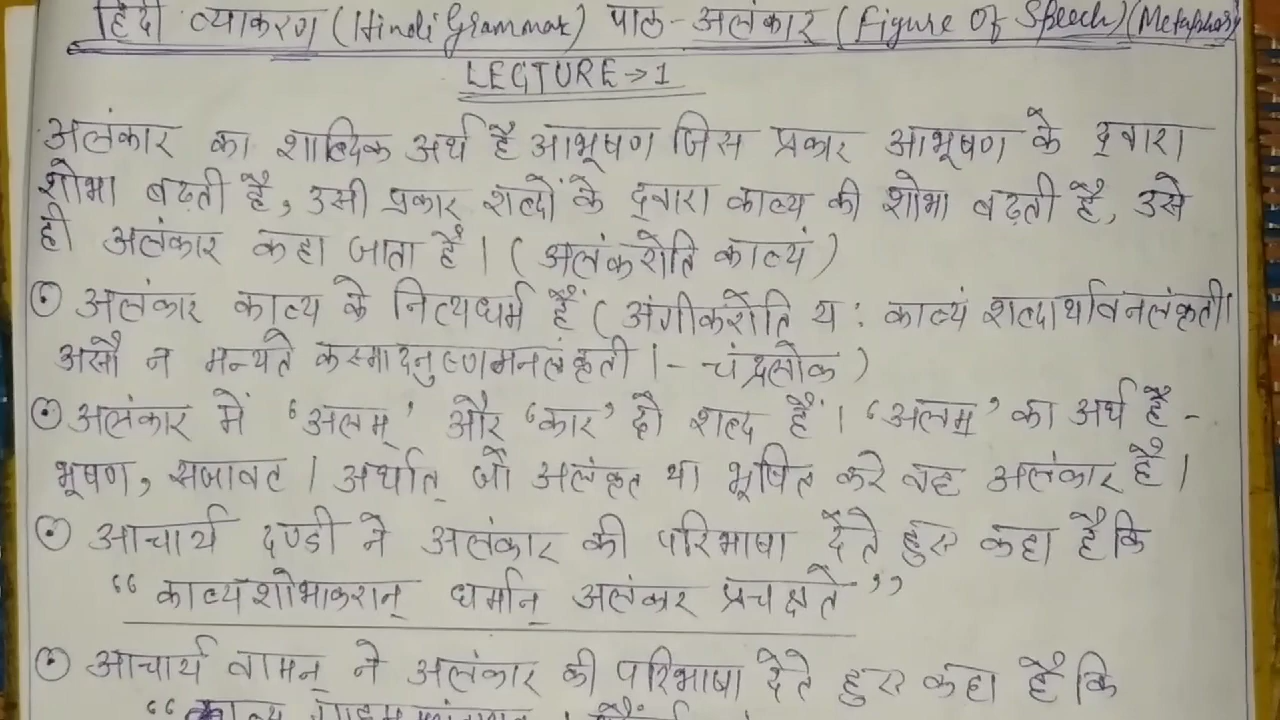 हिंदी व्याकरण (Hindi Grammar) पाठ-अलंकार (Figure Of Speech)(Metaphor)
LECTURE→1
अलंकार का शाब्दिक अर्थ है आभूषण जिस प्रकार आभूषण के द्वारा
शोभा बढ़ती है, उसी प्रकार शब्दों के द्वारा काव्य की शोभा बढ़ती है, उसे
ही अलंकार कहा जाता है। (अलंकरोति काव्यं)
अलंकार काव्य के नित्यधर्म हैं (अंगीकरोति य: काव्यं शब्दार्थावनलंकृती।
असौ न मन्यते कस्मादनुष्णमनलंकृती। - चंद्रलोक)
अलंकार में 'अलम्' और 'कार' दो शब्द हैं। 'अलम्' का अर्थ है -
भूषण, सजावट। अर्थात् जो अलंकृत या भूषित करे वह अलंकार है।
आचार्य दण्डी ने अलंकार की परिभाषा देते हुए कहा है कि
"काव्यशोभाकरान् धर्मान् अलंकार प्रचक्षते"
आचार्य वामन् ने अलंकार की परिभाषा देते हुए कहा है कि
"काव्य